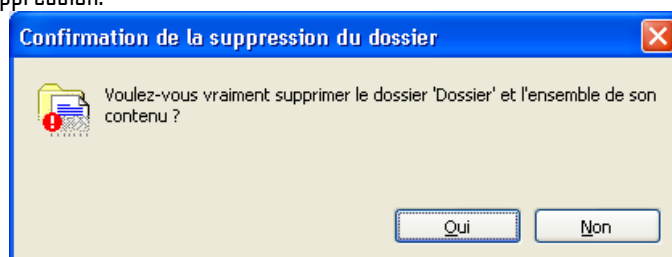 Confirmation de la suppression du dossier
Voulez-vous vraiment supprimer le dossier 'Dossier' et l'ensemble de son
contenu ?
Oui Non